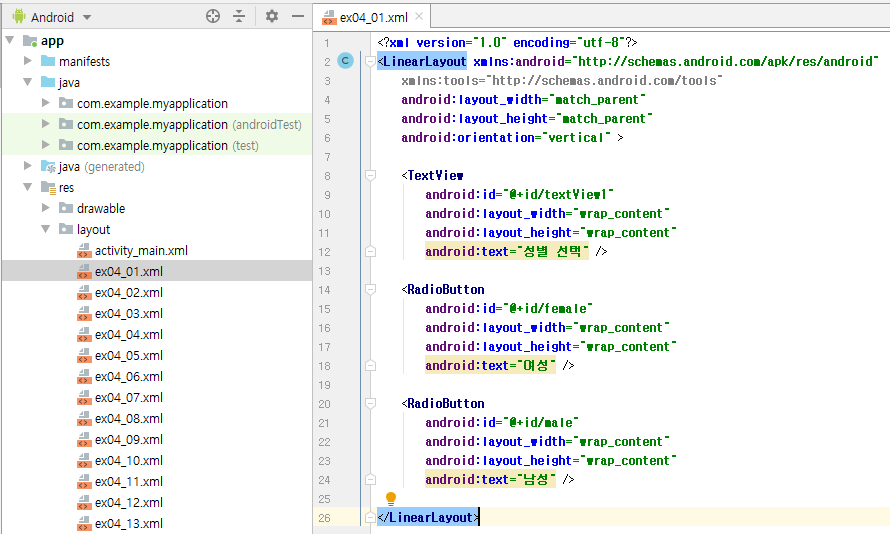 Android
app
manifests
java
com.example.myapplication
com.example.myapplication (androidTest)
com.example.myapplication (test)
java (generated)
res
drawable
layout
activity_main.xml
ex04_01.xml
ex04_02.xml
ex04_03.xml
ex04_04.xml
ex04_05.xml
ex04_06.xml
ex04_07.xml
ex04_08.xml
ex04_09.xml
ex04_10.xml
ex04_11.xml
ex04_12.xml
ex04_13.xml
ex04_01.xml
1 <?xml version="1.0" encoding="utf-8"?>
2 C <LinearLayout xmlns:android="http://schemas.android.com/apk/res/android"
3 xmlns:tools="http://schemas.android.com/tools"
4 android:layout_width="match_parent"
5 android:layout_height="match_parent"
6 android:orientation="vertical" >
7
8 <TextView
9 android:id="@+id/textView1"
10 android:layout_width="wrap_content"
11 android:layout_height="wrap_content"
12 android:text="성별 선택" />
13
14 <RadioButton
15 android:id="@+id/female"
16 android:layout_width="wrap_content"
17 android:layout_height="wrap_content"
18 android:text="여성" />
19
20 <RadioButton
21 android:id="@+id/male"
22 android:layout_width="wrap_content"
23 android:layout_height="wrap_content"
24 android:text="남성" />
25
26 </LinearLayout>